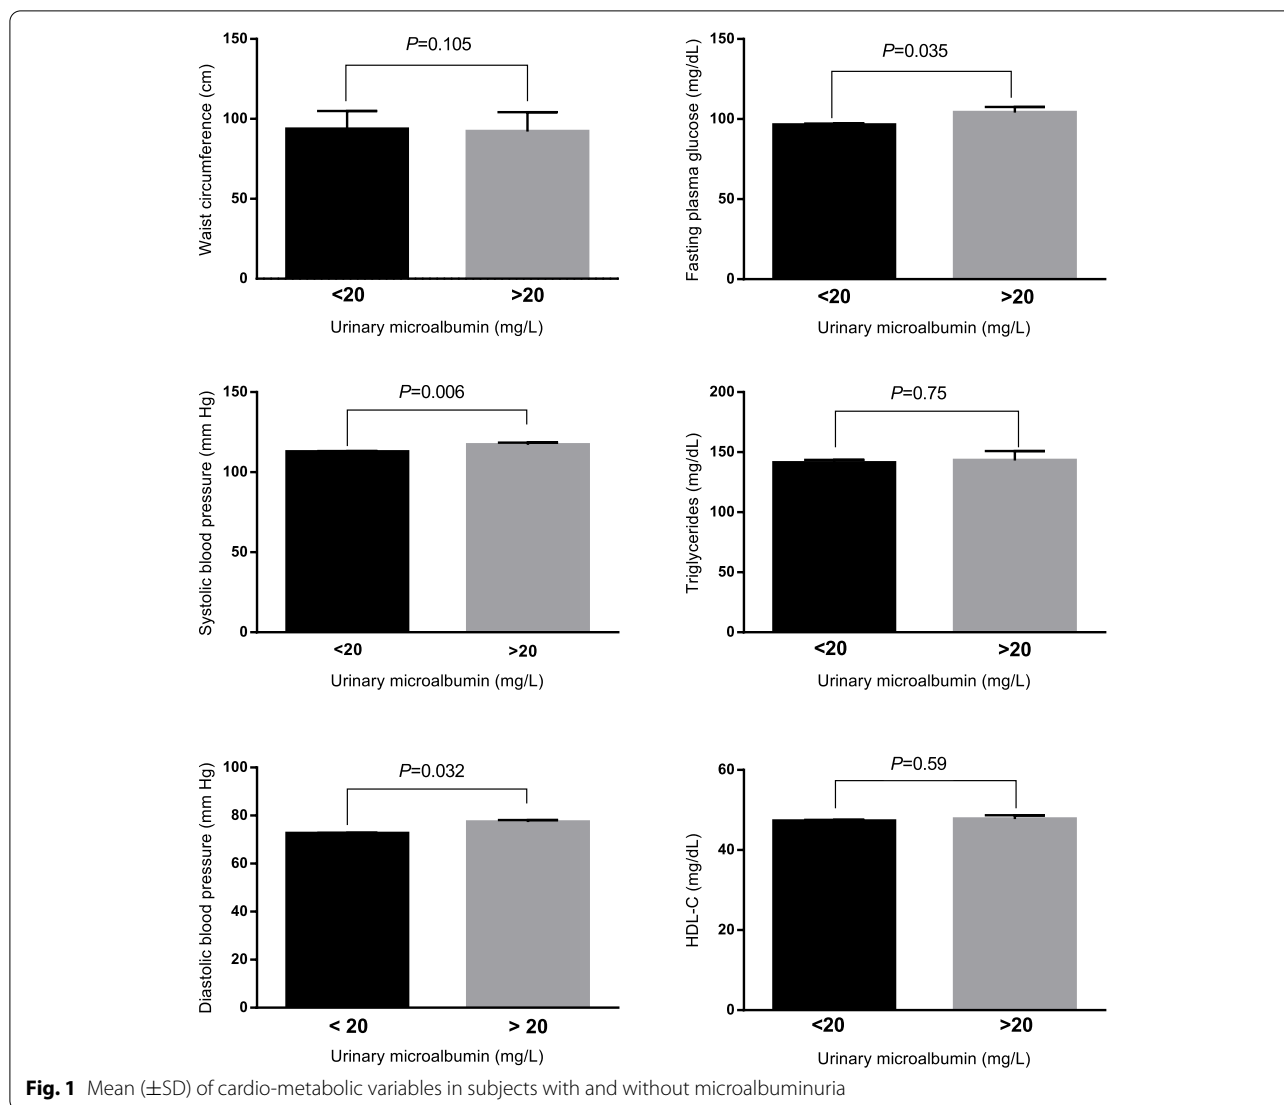 150
100
50
0
Waist circumference (cm)
P=0.105
<20 >20
Urinary microalbumin (mg/L)
150
100
50
0
Fasting plasma glucose (mg/dL)
P=0.035
<20 >20
Urinary microalbumin (mg/L)
150
100
50
0
Systolic blood pressure (mm Hg)
P=0.006
<20 >20
Urinary microalbumin (mg/L)
200
150
100
50
0
Triglycerides (mg/dL)
P=0.75
<20 >20
Urinary microalbumin (mg/L)
100
80
60
40
20
0
Diastolic blood pressure (mm Hg)
P=0.032
< 20 > 20
Urinary microalbumin (mg/L)
60
40
20
0
HDL-C (mg/dL)
P=0.59
<20 >20
Urinary microalbumin (mg/L)
Fig. 1 Mean (±SD) of cardio-metabolic variables in subjects with and without microalbuminuria